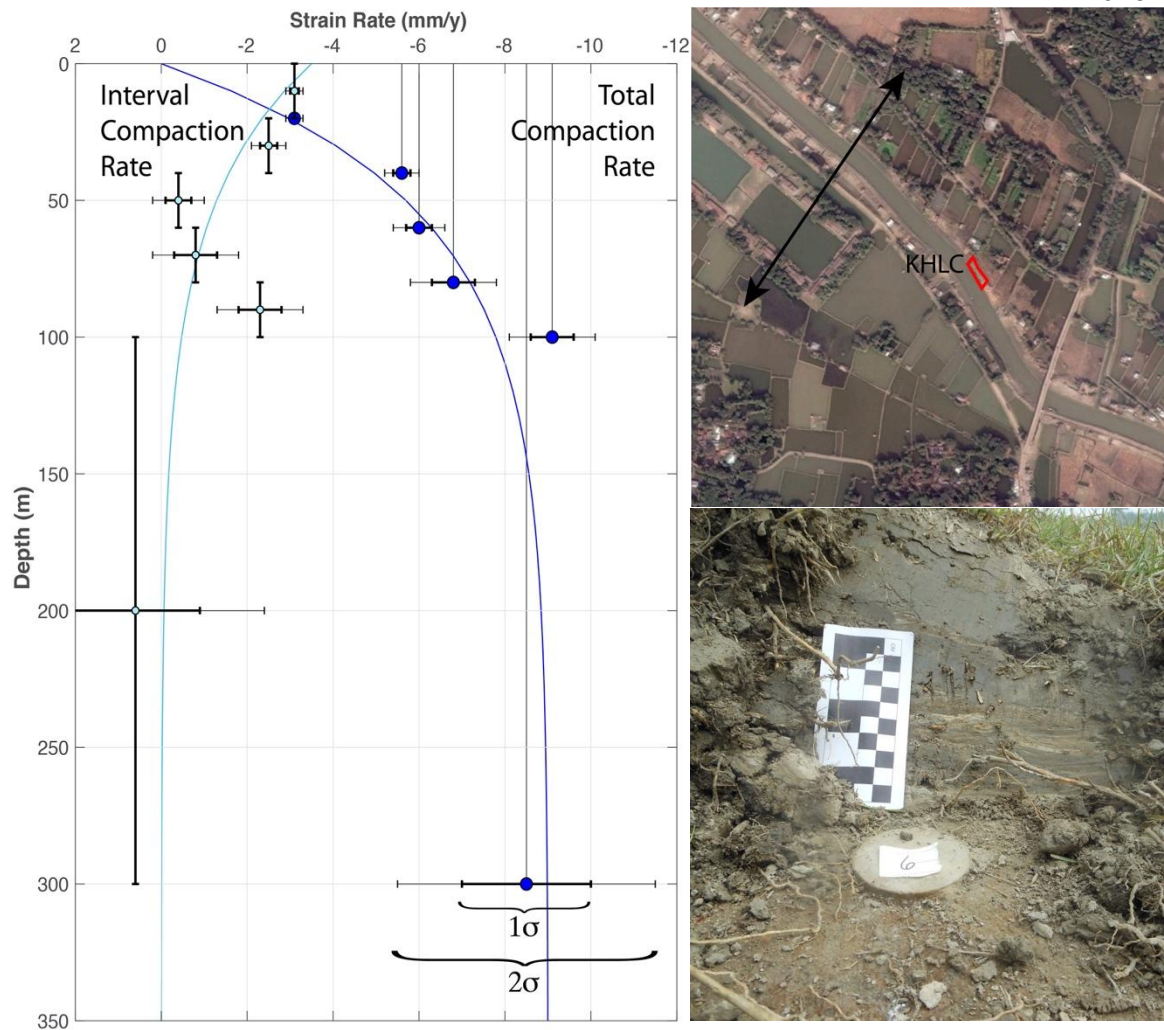 Strain Rate (mm/y)
2 0 -2 -4 -6 -8 -10 -12
0
50
100
150
200
250
300
350
Depth (m)
Interval
Compaction
Rate
Total
Compaction
Rate
1σ
2σ
KHLC
6